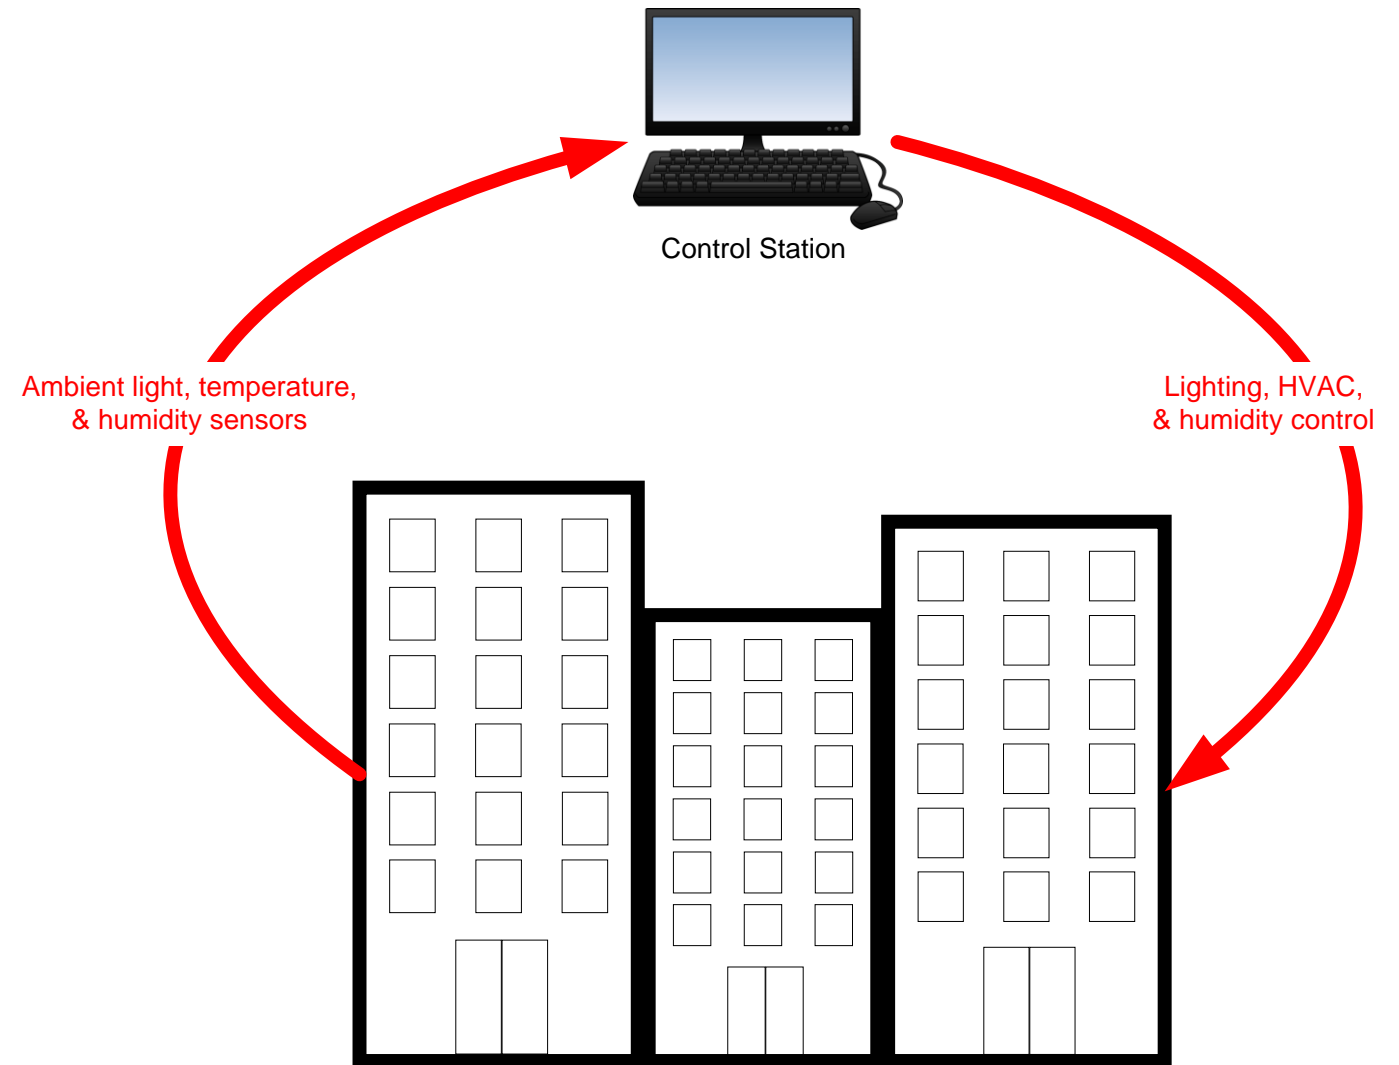 Control Station
Ambient light, temperature,
& humidity sensors
Lighting, HVAC,
& humidity control